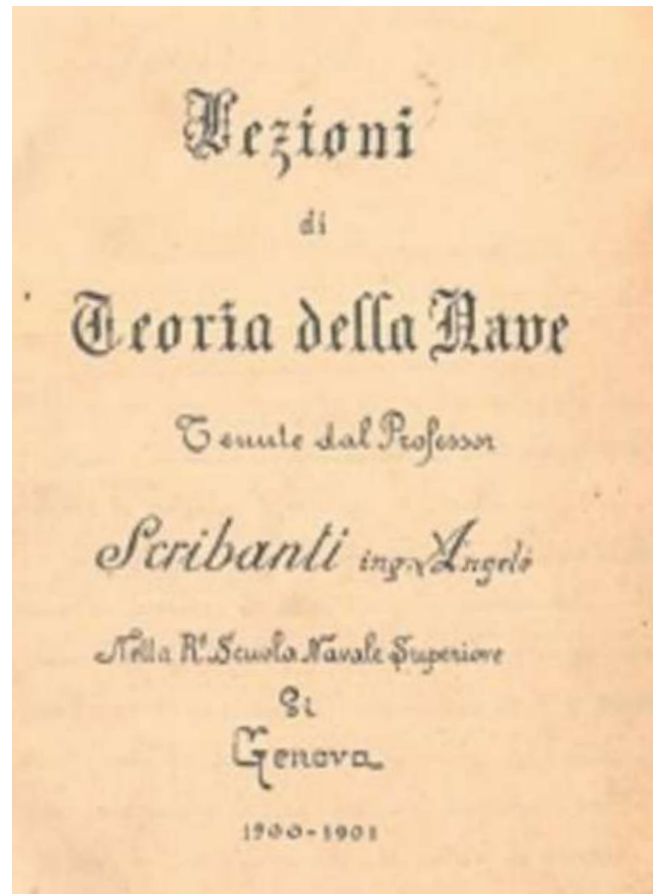 Lezioni
di
Teoria della Nave
Tenute dal Professor
Scribanti ing. Angelo
Nella Rª Scuola Navale Superiore
Di
Genova
1900-1901